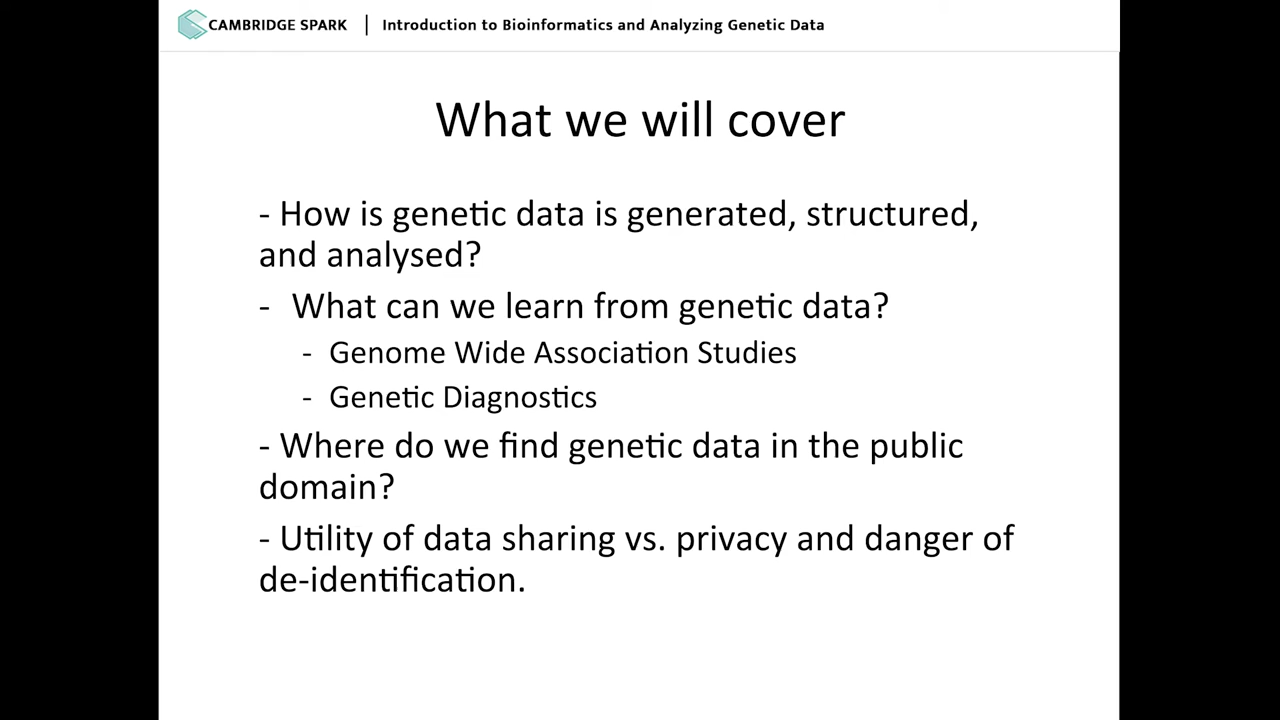 CAMBRIDGE SPARK | Introduction to Bioinformatics and Analyzing Genetic Data
What we will cover
- How is genetic data is generated, structured,
and analysed?
- What can we learn from genetic data?
- Genome Wide Association Studies
- Genetic Diagnostics
- Where do we find genetic data in the public
domain?
- Utility of data sharing vs. privacy and danger of
de-identification.